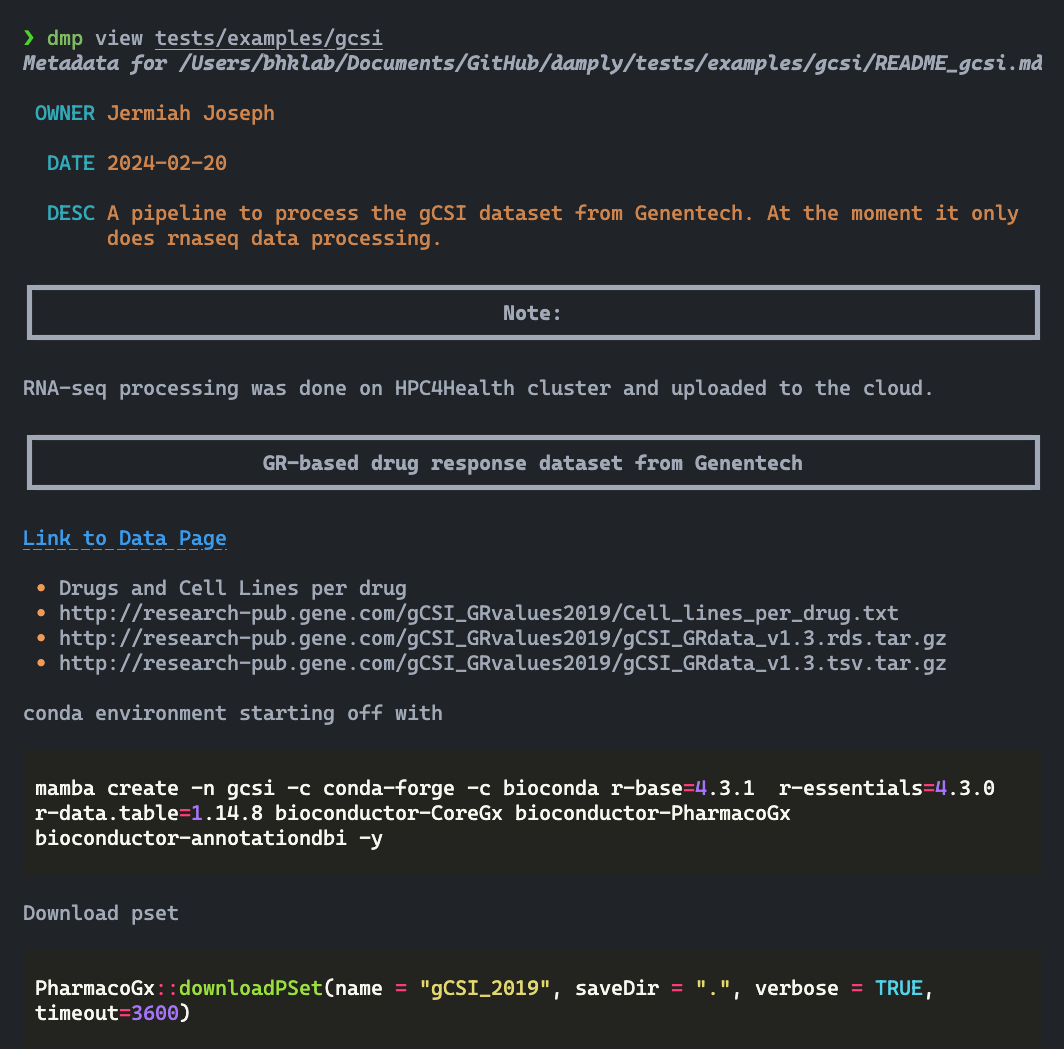 ❯ dmp view tests/examples/gcsi
Metadata for /Users/bhklab/Documents/GitHub/damply/tests/examples/gcsi/README_gcsi.md
OWNER Jermiah Joseph
DATE 2024-02-20
DESC A pipeline to process the gCSI dataset from Genentech. At the moment it only
does rnaseq data processing.
Note:
RNA-seq processing was done on HPC4Health cluster and uploaded to the cloud.
GR-based drug response dataset from Genentech
Link to Data Page
• Drugs and Cell Lines per drug
• http://research-pub.gene.com/gCSI_GRvalues2019/Cell_lines_per_drug.txt
• http://research-pub.gene.com/gCSI_GRvalues2019/gCSI_GRdata_v1.3.rds.tar.gz
• http://research-pub.gene.com/gCSI_GRvalues2019/gCSI_GRdata_v1.3.tsv.tar.gz
conda environment starting off with
mamba create -n gcsi -c conda-forge -c bioconda r-base=4.3.1  r-essentials=4.3.0
r-data.table=1.14.8 bioconductor-CoreGx bioconductor-PharmacoGx
bioconductor-annotationdbi -y
Download pset
PharmacoGx::downloadPSet(name = "gCSI_2019", saveDir = ".", verbose = TRUE,
timeout=3600)